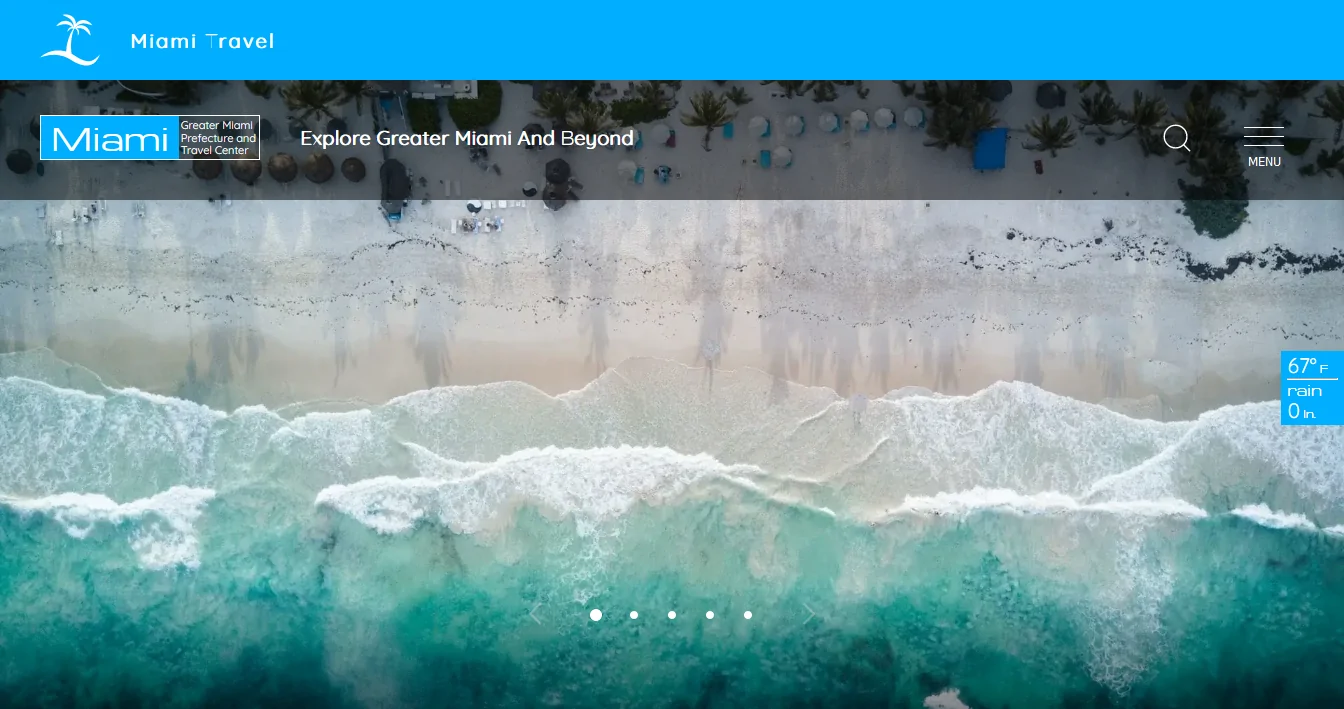 Miami Travel
Miami
Greater Miami
Prefecture and
Travel Center
Explore Greater Miami And Beyond
MENU
67° F
rain
0 In.